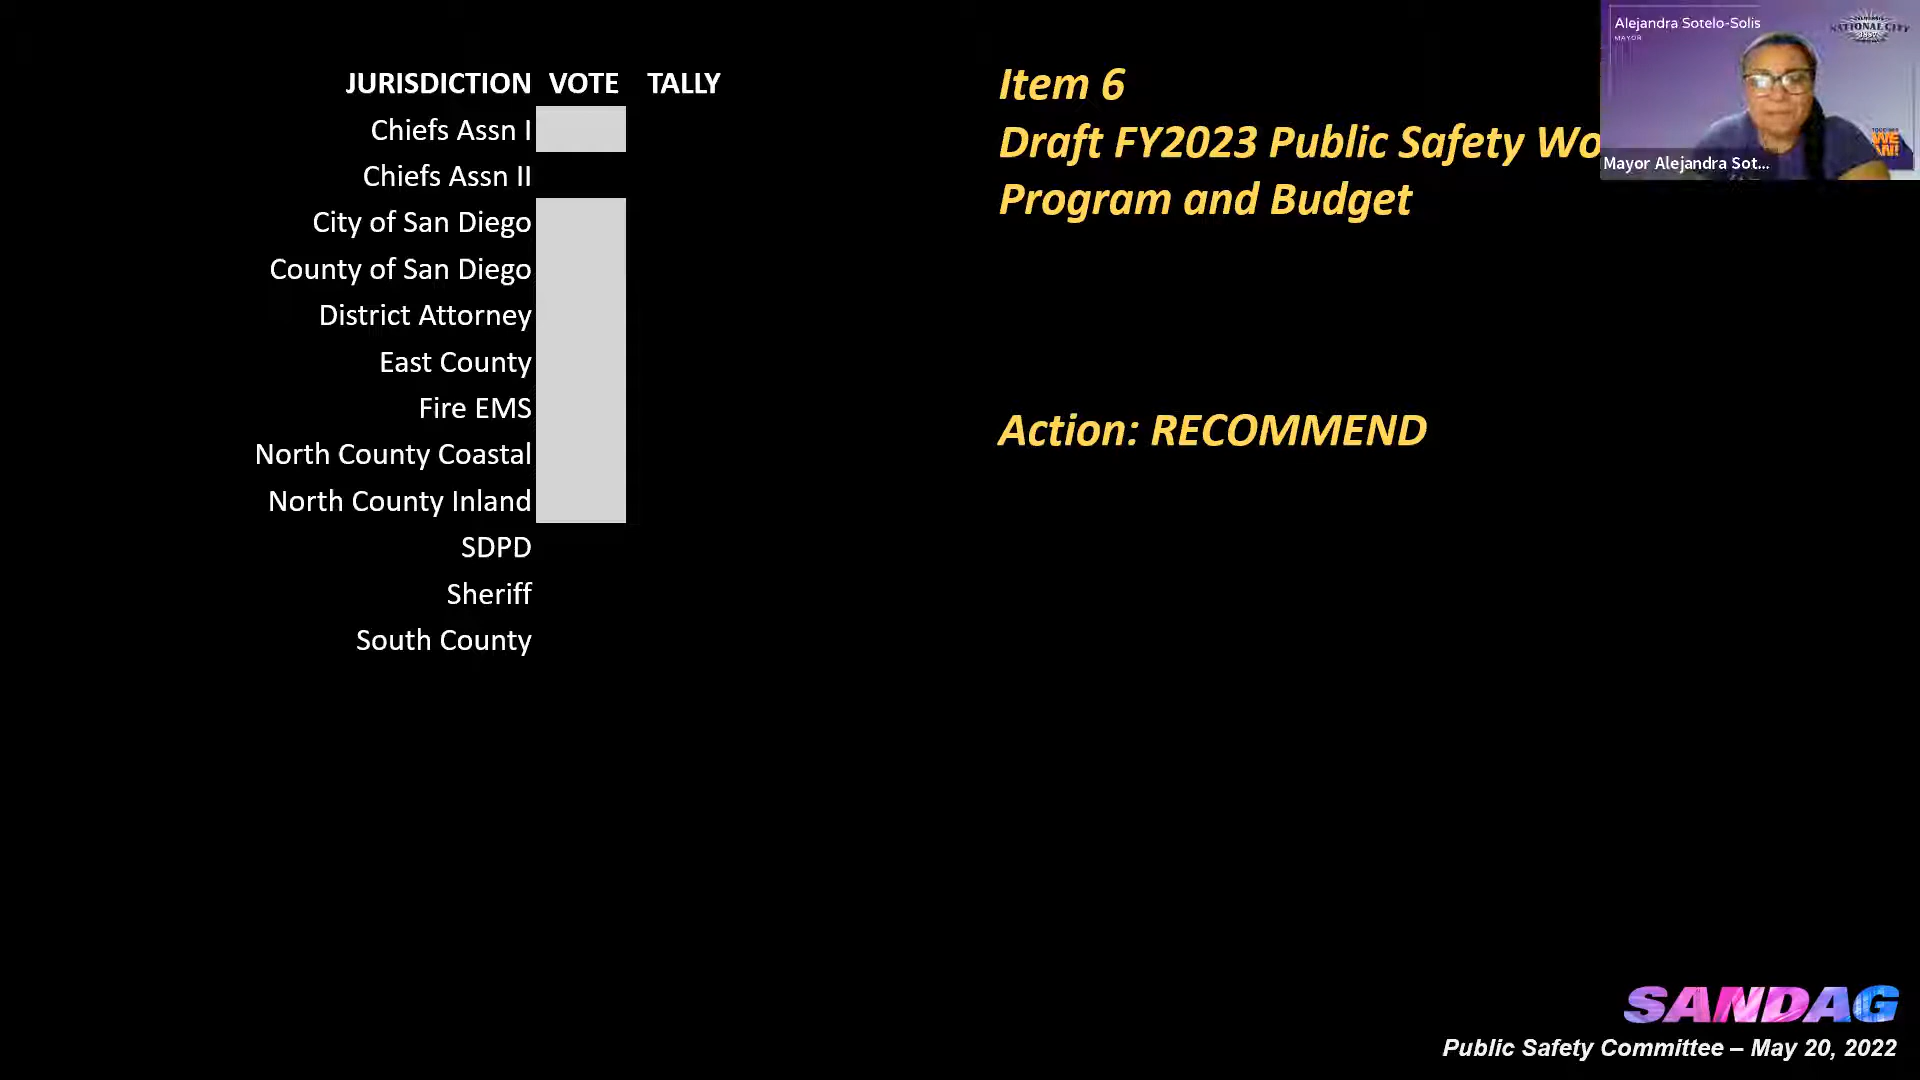 JURISDICTION VOTE TALLY
Chiefs Assn I
Chiefs Assn II
City of San Diego
County of San Diego
District Attorney
East County
Fire EMS
North County Coastal
North County Inland
SDPD
Sheriff
South County
Item 6
Draft FY2023 Public Safety Wo
Program and Budget
Action: RECOMMEND
Alejandra Sotelo-Solis
MAYOR
NATIONAL CITY
WE
Mayor Alejandra Sot...
SANDAG
Public Safety Committee – May 20, 2022